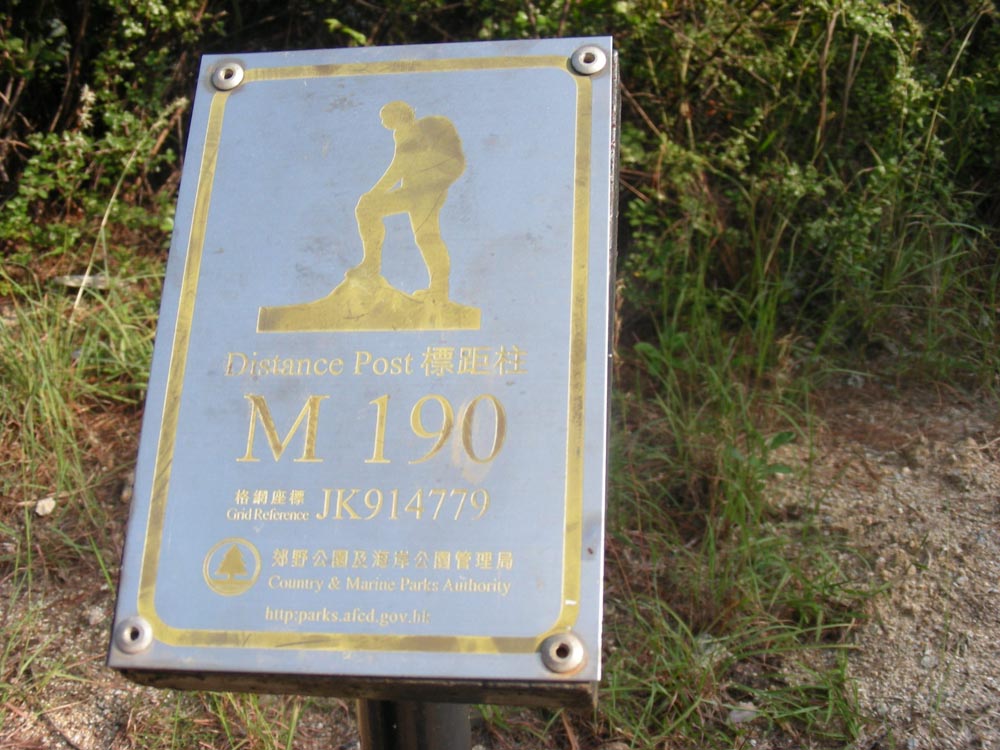 Distance Post 標距柱
M 190
格網座標
Grid Reference JK914779
郊野公園及海岸公園管理局
Country & Marine Parks Authority
http:parks.afcd.gov.hk